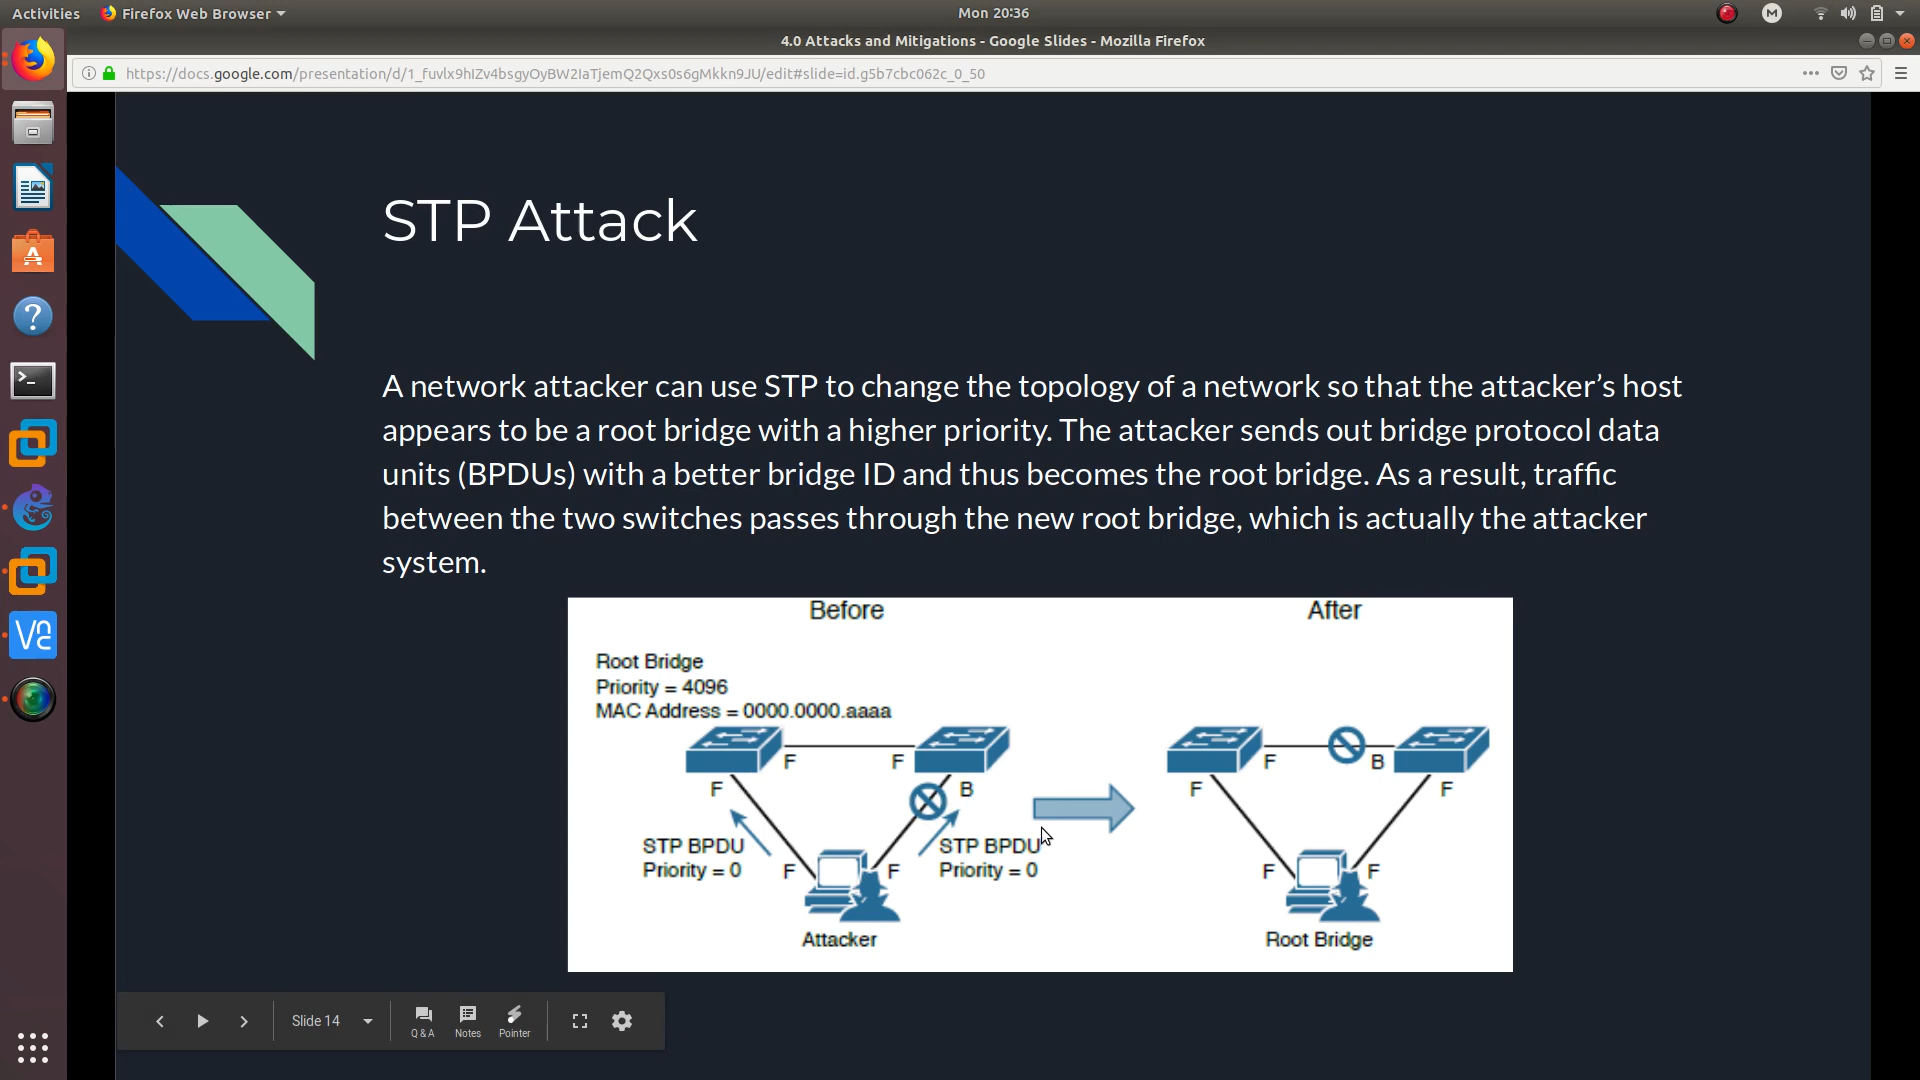 Activities
Firefox Web Browser
Mon 20:36
M
4.0 Attacks and Mitigations - Google Slides - Mozilla Firefox
https://docs.google.com/presentation/d/1_fuvlx9hIZv4bsgyOyBW2IaTjemQ2Qxs0s6gMkkn9JU/edit#slide=id.g5b7cbc062c_0_50
STP Attack
A network attacker can use STP to change the topology of a network so that the attacker’s host
appears to be a root bridge with a higher priority. The attacker sends out bridge protocol data
units (BPDUs) with a better bridge ID and thus becomes the root bridge. As a result, traffic
between the two switches passes through the new root bridge, which is actually the attacker
system.
Before
Root Bridge
Priority = 4096
MAC Address = 0000.0000.aaaa
F F
F B
STP BPDU
Priority = 0
STP BPDU
Priority = 0
F F
Attacker
After
F B
F F
F F
Root Bridge
Slide 14
Q & A
Notes
Pointer